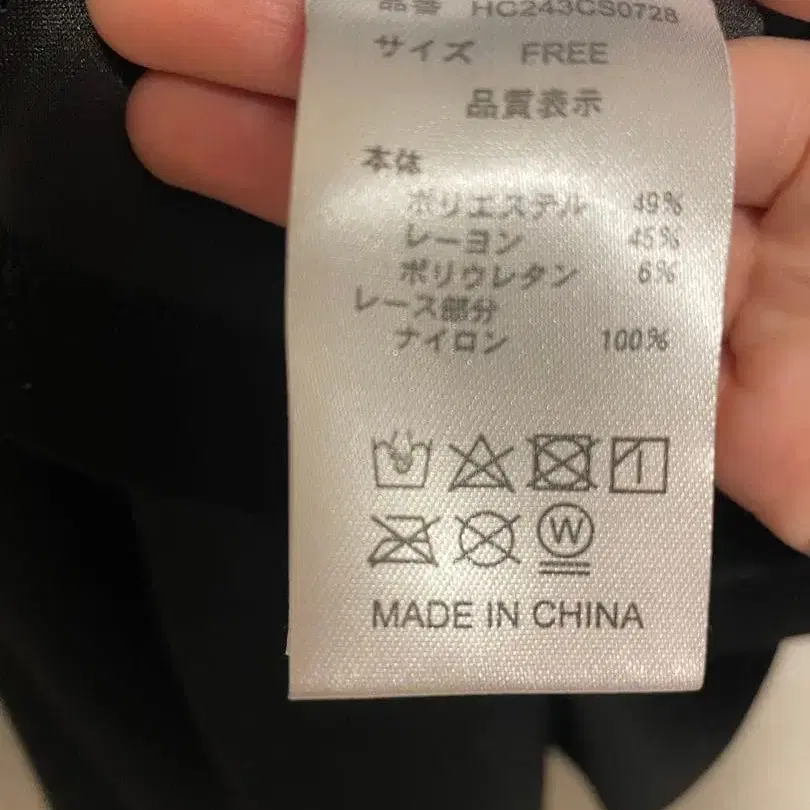 品番 HC243CS0728
サイズ FREE
品質表示
本体
ポリエステル 49%
レーヨン 45%
ポリウレタン 6%
レース部分
ナイロン 100%
W
MADE IN CHINA